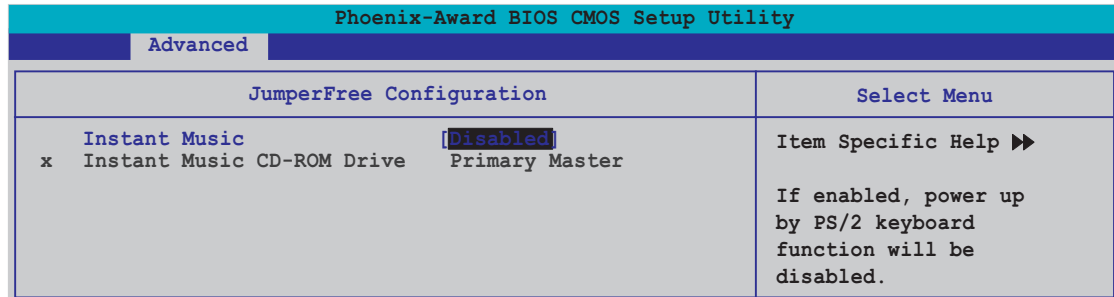 Phoenix-Award BIOS CMOS Setup Utility
Advanced
JumperFree Configuration
Select Menu
Instant Music [Disabled]
x Instant Music CD-ROM Drive Primary Master
Item Specific Help
If enabled, power up
by PS/2 keyboard
function will be
disabled.